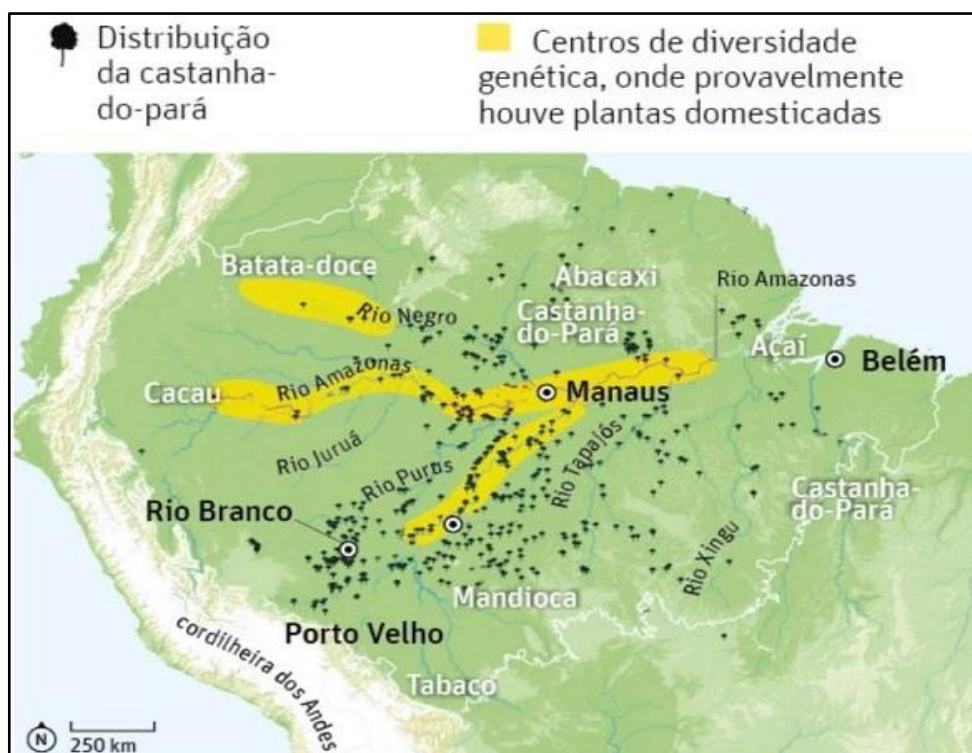 Distribuição
da castanha-
do-pará
Centros de diversidade
genética, onde provavelmente
houve plantas domesticadas
Batata-doce
Rio Negro
Abacaxi
Castanha-
do-Pará
Rio Amazonas
Açaí
Belém
Cacau
Rio Amazonas
Manaus
Rio Juruá
Rio Purus
Rio Tapajós
Castanha-
do-Pará
Rio Branco
Rio Xingu
Mandioca
Porto Velho
cordilheira dos Andes
Tabaco
N
250 km